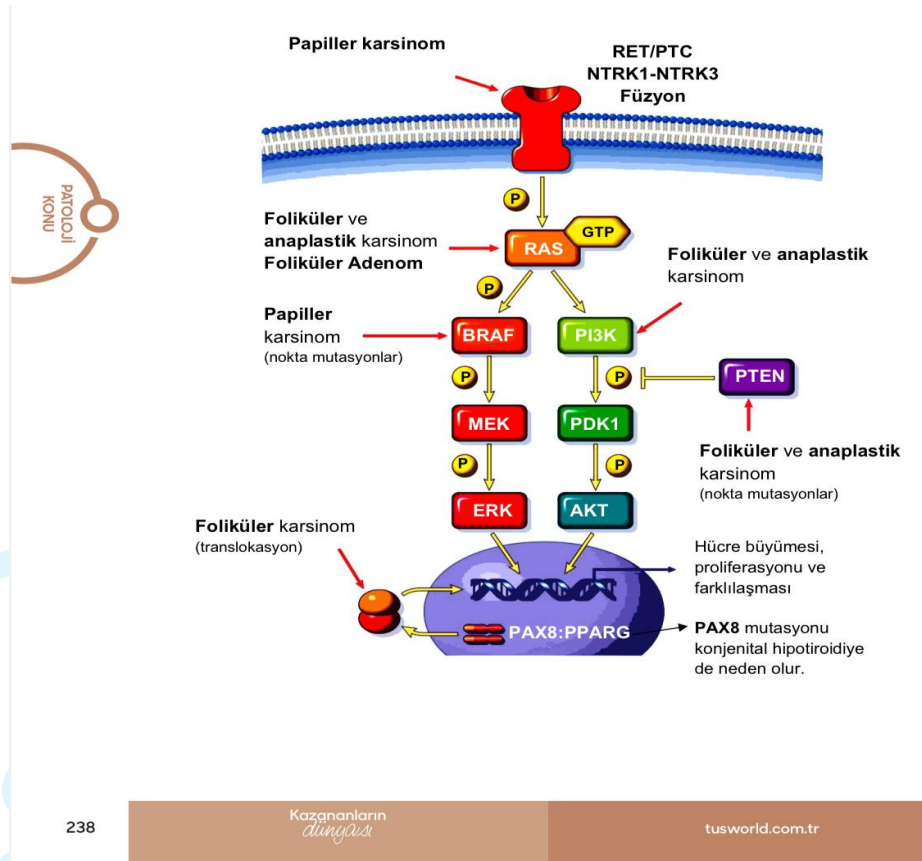 Papiller karsinom
RET/PTC
NTRK1-NTRK3
Füzyon
PATOLOJİ
KONU
P
Foliküler ve
anaplastik karsinom
Foliküler Adenom
RAS
GTP
Foliküler ve anaplastik
karsinom
P
Papiller
karsinom
(nokta mutasyonlar)
BRAF
PI3K
P
P
PTEN
MEK
PDK1
Foliküler ve anaplastik
karsinom
(nokta mutasyonlar)
P
P
ERK
AKT
Foliküler karsinom
(translokasyon)
Hücre büyümesi,
proliferasyonu ve
farklılaşması
PAX8:PPARG
PAX8 mutasyonu
konjenital hipotiroidiye
de neden olur.
238
Kazananların
dünyası
tusworld.com.tr